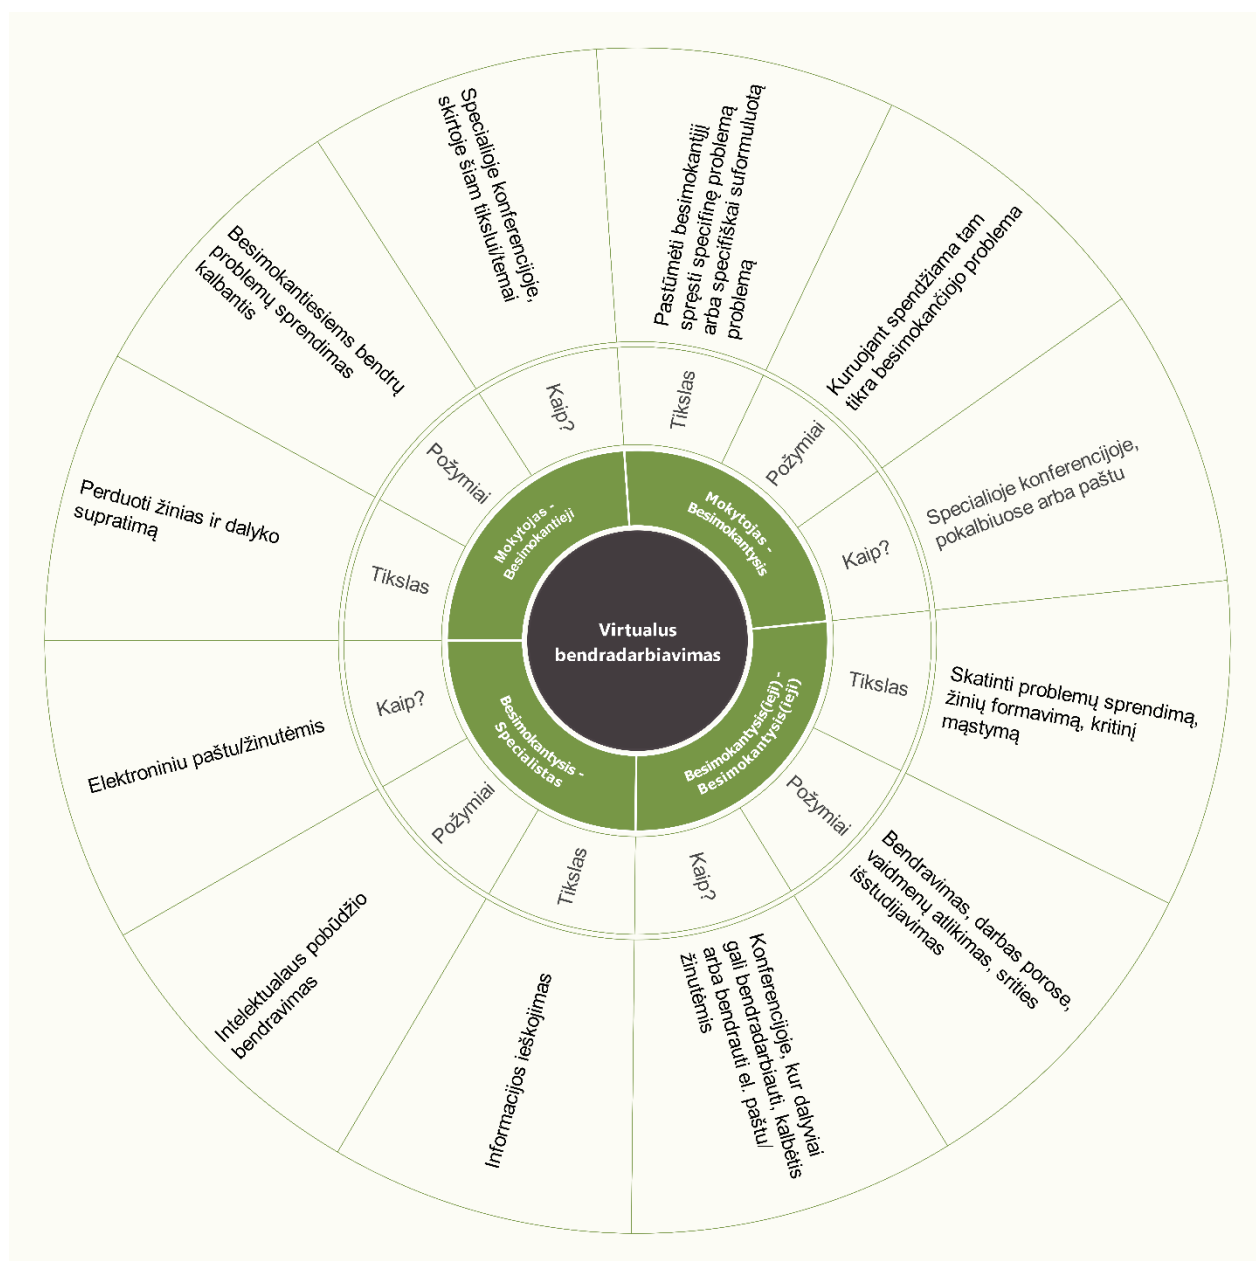 Virtualus
bendradarbiavimas
Mokytojas -
Besimokantieji
Tikslas
Perduoti žinias ir dalyko
supratimą
Požymiai
Besimokantiesiems bendrų
problemų sprendimas
kalbantis
Kaip?
Specialioje konferencijoje,
skirtoje šiam tikslui/temai
Mokytojas -
Besimokantysis
Tikslas
Pastūmėti besimokantįjį
spręsti specifinę problemą
arba specifiškai suformuluotą
problemą
Požymiai
Kuruojant spendžiama tam
tikra besimokančiojo problema
Kaip?
Specialioje konferencijoje,
pokalbiuose arba paštu
Besimokantysis(ieji) -
Besimokantysis(ieji)
Tikslas
Skatinti problemų sprendimą,
žinių formavimą, kritinį
mąstymą
Požymiai
Bendravimas, darbas porose,
vaidmenų atlikimas, srities
išstudijavimas
Kaip?
Konferencijoje, kur dalyviai
gali bendradarbiauti, kalbėtis
arba bendrauti el. paštu/
žinutėmis
Besimokantysis -
Specialistas
Tikslas
Informacijos ieškojimas
Požymiai
Intelektualaus pobūdžio
bendravimas
Kaip?
Elektroniniu paštu/žinutėmis